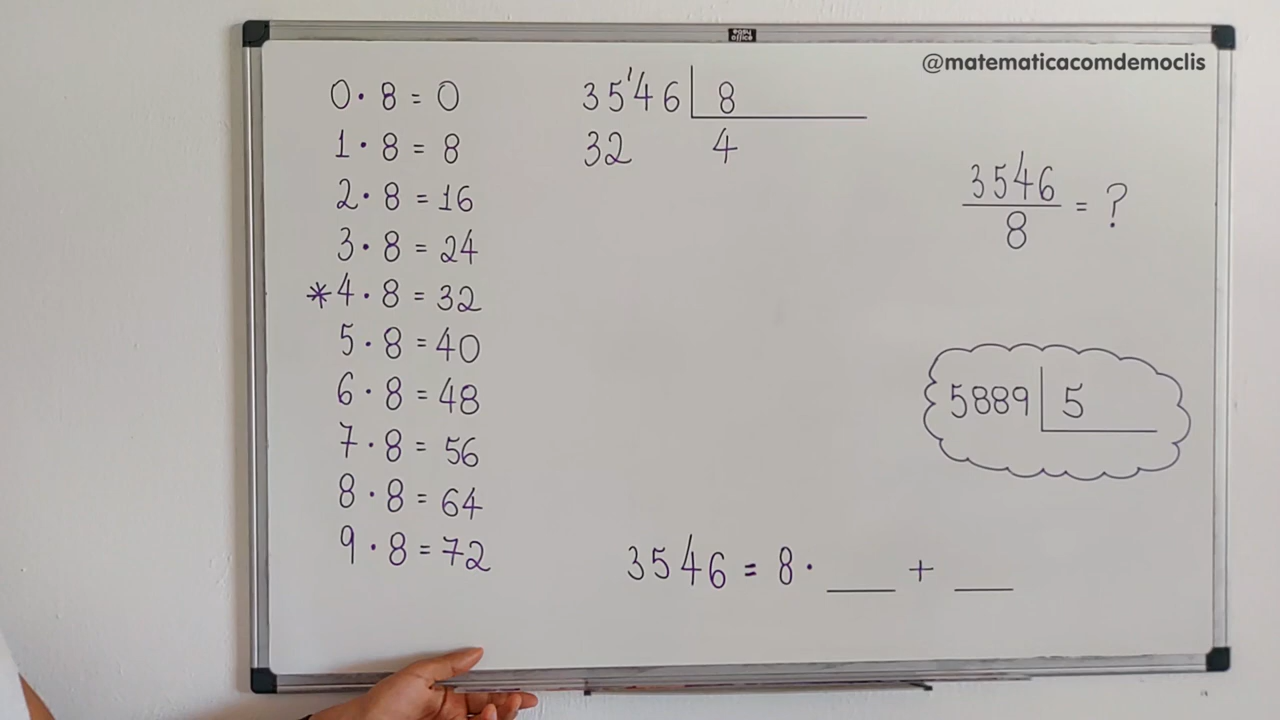 easy office
@matematicacomdemoclis
0 · 8 = 0
1 · 8 = 8
2 · 8 = 16
3 · 8 = 24
*4 · 8 = 32
5 · 8 = 40
6 · 8 = 48
7 · 8 = 56
8 · 8 = 64
9 · 8 = 72
35'46 | 8
32 4
3546
8
= ?
5889 | 5
3546 = 8 · ___ + ___